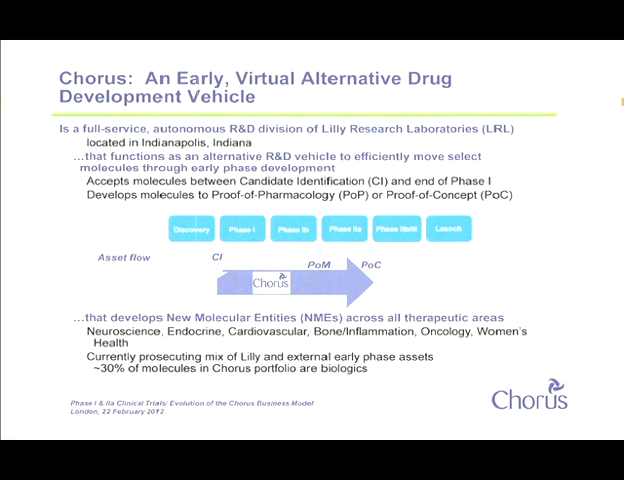 Chorus: An Early, Virtual Alternative Drug
Development Vehicle
Is a full-service, autonomous R&D division of Lilly Research Laboratories (LRL)
located in Indianapolis, Indiana
…that functions as an alternative R&D vehicle to efficiently move select
molecules through early phase development
Accepts molecules between Candidate Identification (CI) and end of Phase I
Develops molecules to Proof-of-Pharmacology (PoP) or Proof-of-Concept (PoC)
Discovery Phase I Phase Ib Phase IIa Phase IIb/III Launch
Asset flow CI PoM PoC
Chorus
…that develops New Molecular Entities (NMEs) across all therapeutic areas
Neuroscience, Endocrine, Cardiovascular, Bone/Inflammation, Oncology, Women's
Health
Currently prosecuting mix of Lilly and external early phase assets
~30% of molecules in Chorus portfolio are biologics
Phase I & IIa Clinical Trials/ Evolution of the Chorus Business Model
London, 22 February 2012
Chorus